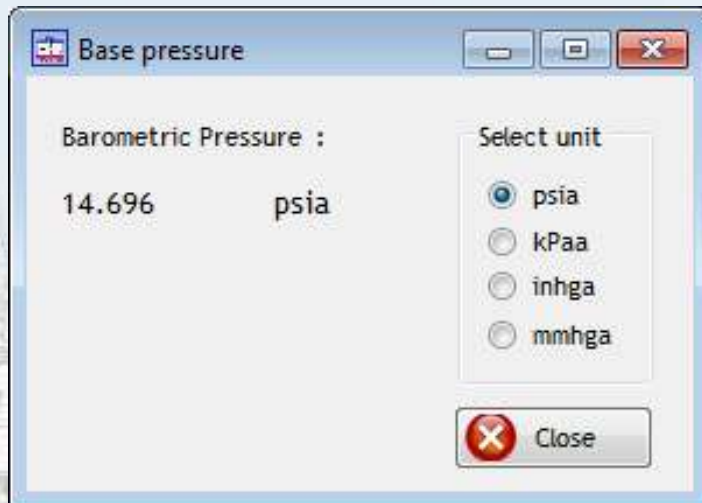 Base pressure
Barometric Pressure :
14.696 psia
Select unit
psia
kPaa
inhga
mmhga
Close